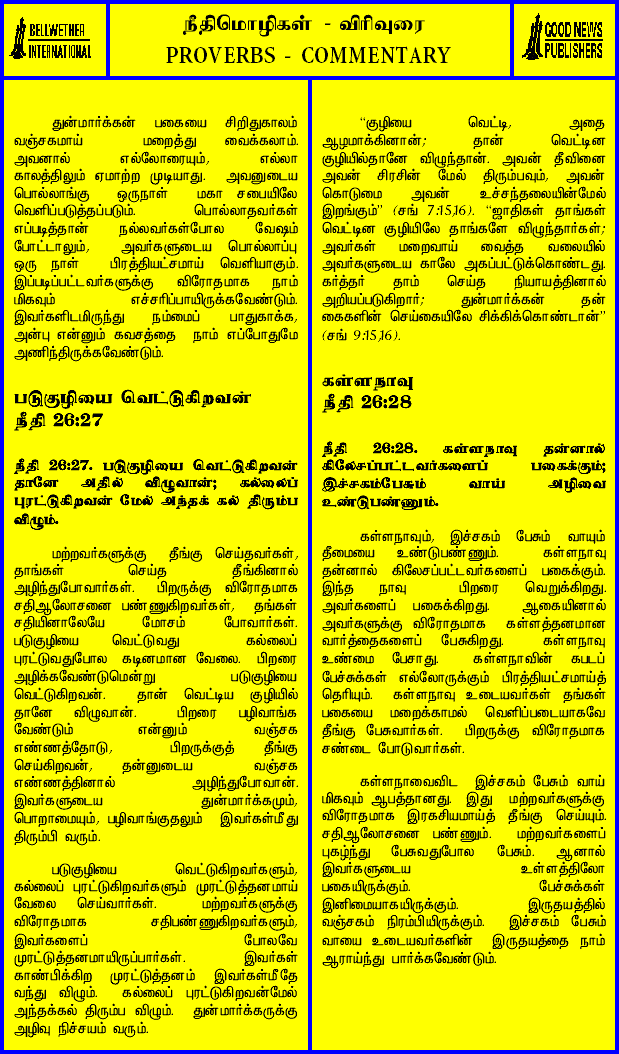 BELLWETHER
INTERNATIONAL
நீதிமொழிகள் - விரிவுரை
PROVERBS - COMMENTARY
GOOD NEWS
PUBLISHERS
துன்மார்க்கன் பகையை சிறிதுகாலம்
வஞ்சகமாய் மறைத்து வைக்கலாம்.
அவனால் எல்லோரையும், எல்லா
காலத்திலும் ஏமாற்ற முடியாது. அவனுடைய
பொல்லாங்கு ஒருநாள் மகா சபையிலே
வெளிப்படுத்தப்படும். பொல்லாதவர்கள்
எப்படித்தான் நல்லவர்கள்போல வேஷம்
போட்டாலும், அவர்களுடைய பொல்லாப்பு
ஒரு நாள் பிரத்தியட்சமாய் வெளியாகும்.
இப்படிப்பட்டவர்களுக்கு விரோதமாக நாம்
மிகவும் எச்சரிப்பாயிருக்கவேண்டும்.
இவர்களிடமிருந்து நம்மைப் பாதுகாக்க,
அன்பு என்னும் கவசத்தை நாம் எப்போதுமே
அணிந்திருக்கவேண்டும்.
படுகுழியை வெட்டுகிறவன்
நீதி 26:27
நீதி 26:27. படுகுழியை வெட்டுகிறவன்
தானே அதில் விழுவான்; கல்லைப்
புரட்டுகிறவன் மேல் அந்தக் கல் திரும்ப
விழும்.
மற்றவர்களுக்கு தீங்கு செய்தவர்கள்,
தாங்கள் செய்த தீங்கினால்
அழிந்துபோவார்கள். பிறருக்கு விரோதமாக
சதிஆலோசனை பண்ணுகிறவர்கள், தங்கள்
சதியினாலேயே மோசம் போவார்கள்.
படுகுழியை வெட்டுவது கல்லைப்
புரட்டுவதுபோல கடினமான வேலை. பிறரை
அழிக்கவேண்டுமென்று படுகுழியை
வெட்டுகிறவன். தான் வெட்டிய குழியில்
தானே விழுவான். பிறரை பழிவாங்க
வேண்டும் என்னும் வஞ்சக
எண்ணத்தோடு, பிறருக்குத் தீங்கு
செய்கிறவன், தன்னுடைய வஞ்சக
எண்ணத்தினால் அழிந்துபோவான்.
இவர்களுடைய துன்மார்க்கமும்,
பொறாமையும், பழிவாங்குதலும் இவர்கள்மீது
திரும்பி வரும்.
படுகுழியை வெட்டுகிறவர்களும்,
கல்லைப் புரட்டுகிறவர்களும் முரட்டுத்தனமாய்
வேலை செய்வார்கள். மற்றவர்களுக்கு
விரோதமாக சதிபண்ணுகிறவர்களும்,
இவர்களைப் போலவே
முரட்டுத்தனமாயிருப்பார்கள். இவர்கள்
காண்பிக்கிற முரட்டுத்தனம் இவர்கள்மீதே
வந்து விழும். கல்லைப் புரட்டுகிறவன்மேல்
அந்தக்கல் திரும்ப விழும். துன்மார்க்கருக்கு
அழிவு நிச்சயம் வரும்.
“குழியை வெட்டி, அதை
ஆழமாக்கினான்; தான் வெட்டின
குழியில்தானே விழுந்தான். அவன் தீவினை
அவன் சிரசின் மேல் திரும்பவும், அவன்
கொடுமை அவன் உச்சந்தலையின்மேல்
இறங்கும்” (சங் 7:15,16). “ஜாதிகள் தாங்கள்
வெட்டின குழியிலே தாங்களே விழுந்தார்கள்;
அவர்கள் மறைவாய் வைத்த வலையில்
அவர்களுடைய காலே அகப்பட்டுக்கொண்டது.
கர்த்தர் தாம் செய்த நியாயத்தினால்
அறியப்படுகிறார்; துன்மார்க்கன் தன்
கைகளின் செய்கையிலே சிக்கிக்கொண்டான்”
(சங் 9:15,16).
கள்ளநாவு
நீதி 26:28
நீதி 26:28. கள்ளநாவு தன்னால்
கிலேசப்பட்டவர்களைப் பகைக்கும்;
இச்சகம்பேசும் வாய் அழிவை
உண்டுபண்ணும்.
கள்ளநாவும், இச்சகம் பேசும் வாயும்
தீமையை உண்டுபண்ணும். கள்ளநாவு
தன்னால் கிலேசப்பட்டவர்களைப் பகைக்கும்.
இந்த நாவு பிறரை வெறுக்கிறது.
அவர்களைப் பகைக்கிறது. ஆகையினால்
அவர்களுக்கு விரோதமாக கள்ளத்தனமான
வார்த்தைகளைப் பேசுகிறது. கள்ளநாவு
உண்மை பேசாது. கள்ளநாவின் கபடப்
பேச்சுக்கள் எல்லோருக்கும் பிரத்தியட்சமாய்த்
தெரியும். கள்ளநாவு உடையவர்கள் தங்கள்
பகையை மறைக்காமல் வெளிப்படையாகவே
தீங்கு பேசுவார்கள். பிறருக்கு விரோதமாக
சண்டை போடுவார்கள்.
கள்ளநாவைவிட இச்சகம் பேசும் வாய்
மிகவும் ஆபத்தானது. இது மற்றவர்களுக்கு
விரோதமாக இரகசியமாய்த் தீங்கு செய்யும்.
சதிஆலோசனை பண்ணும். மற்றவர்களைப்
புகழ்ந்து பேசுவதுபோல பேசும். ஆனால்
இவர்களுடைய உள்ளத்திலோ
பகையிருக்கும். பேச்சுக்கள்
இனிமையாகயிருக்கும். இருதயத்தில்
வஞ்சகம் நிரம்பியிருக்கும். இச்சகம் பேசும்
வாயை உடையவர்களின் இருதயத்தை நாம்
ஆராய்ந்து பார்க்கவேண்டும்.